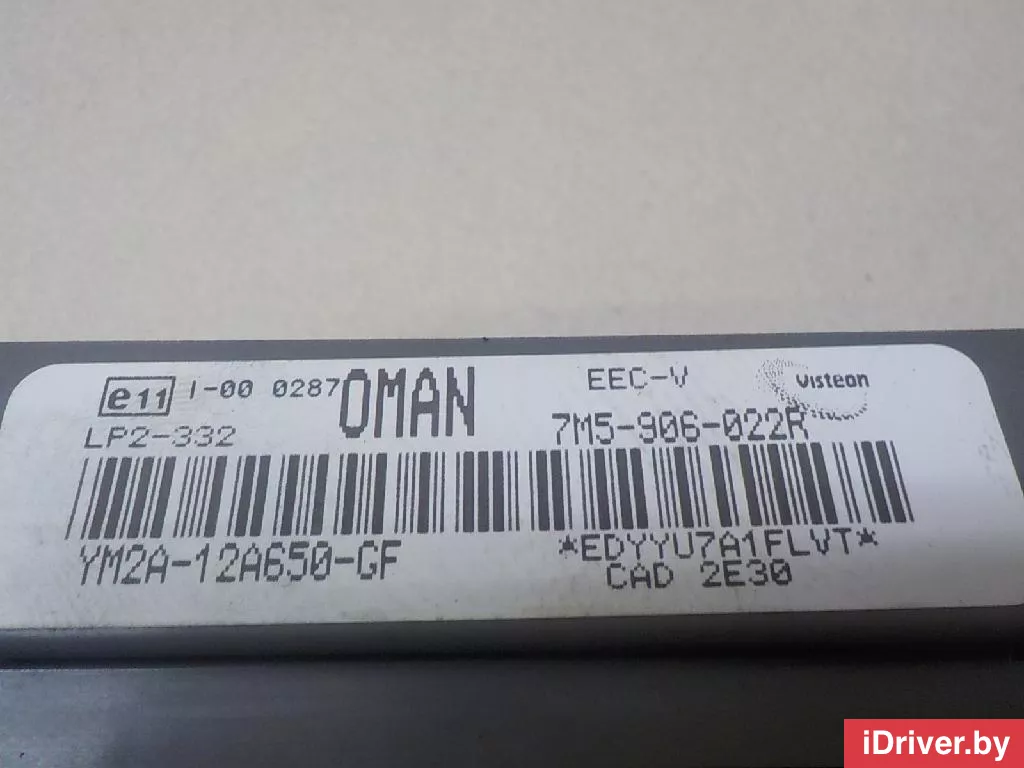 e11 I-00 0287 OMAN EEC-V Visteon
LP2-332 7M5-906-022R
YM2A-12A650-GF *EDYYU7A1FLVT*
CAD 2E30
iDriver.by